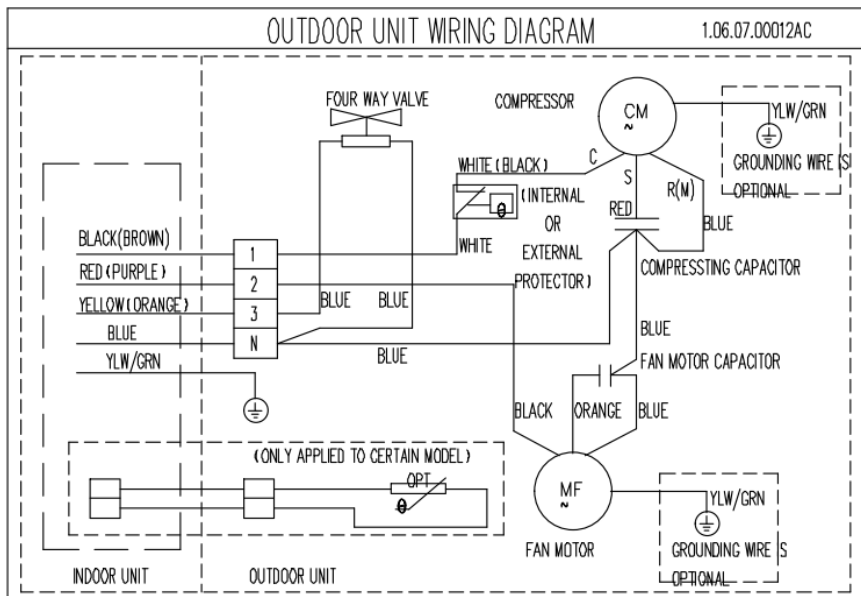 OUTDOOR UNIT WIRING DIAGRAM
1.06.07.00012AC
FOUR WAY VALVE
COMPRESSOR
CM
~
YLW/GRN
GROUNDING WIRE IS
OPTIONAL
WHITE (BLACK)
C
S
R(M)
θ
(INTERNAL
OR
EXTERNAL
PROTECTOR)
RED
BLUE
WHITE
COMPRESSTING CAPACITOR
BLACK(BROWN)
1
RED (PURPLE)
2
YELLOW (ORANGE)
3
BLUE
N
YLW/GRN
BLUE
BLUE
BLUE
BLUE
FAN MOTOR CAPACITOR
BLACK
ORANGE
BLUE
(ONLY APPLIED TO CERTAIN MODEL)
OPT
θ
MF
~
YLW/GRN
GROUNDING WIRE IS
OPTIONAL
FAN MOTOR
INDOOR UNIT
OUTDOOR UNIT